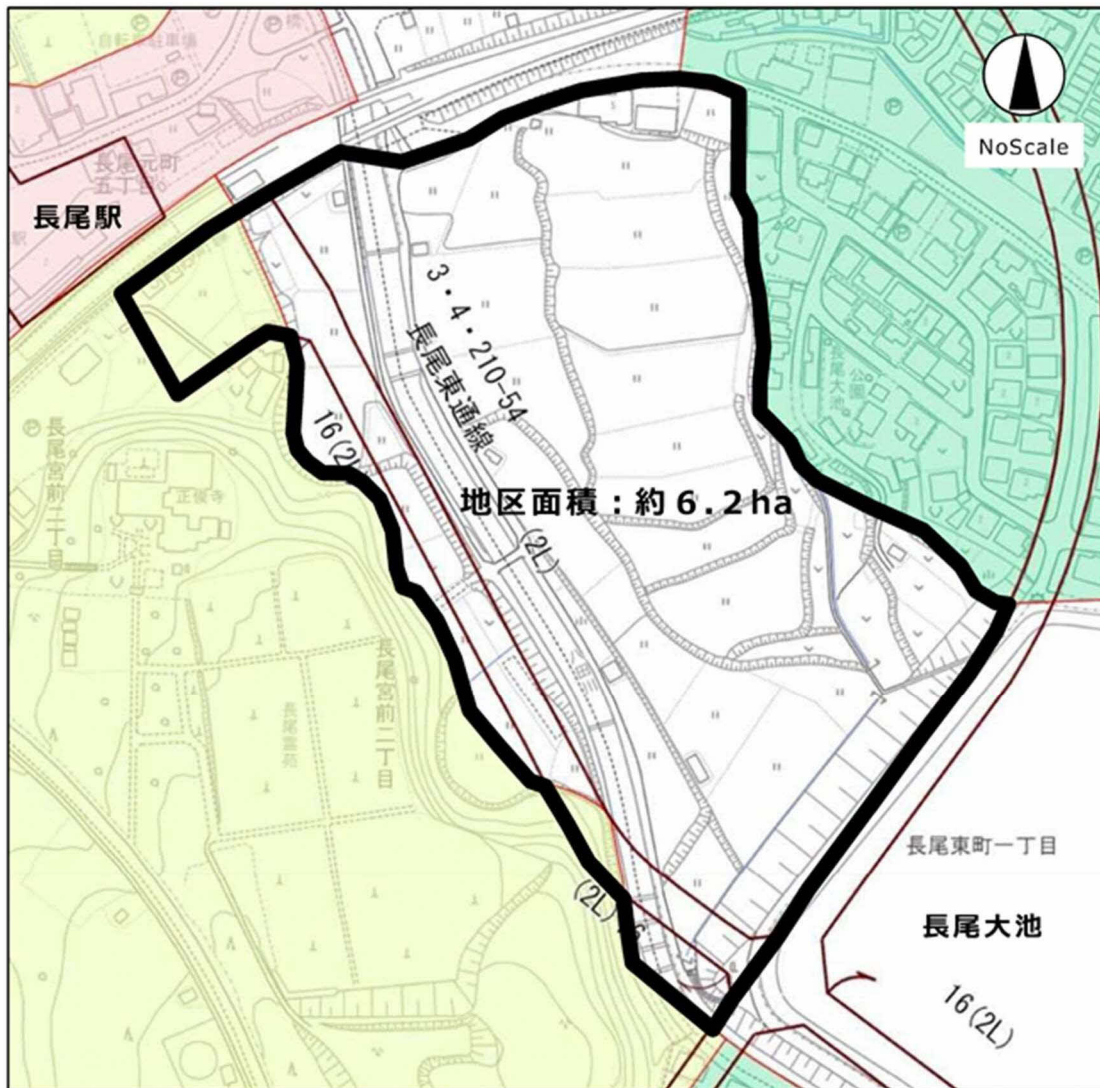 自転車駐車場
橋
長尾元町
五丁目
長尾駅
NoScale
3・4・210-54
長尾東通線
16(2L)
長尾大池
公園
地区面積：約6.2ha
(2L)
長尾宮前二丁目
正俊寺
長尾宮前二丁目
長尾霊苑
(2L)
長尾東町一丁目
長尾大池
16(2L)